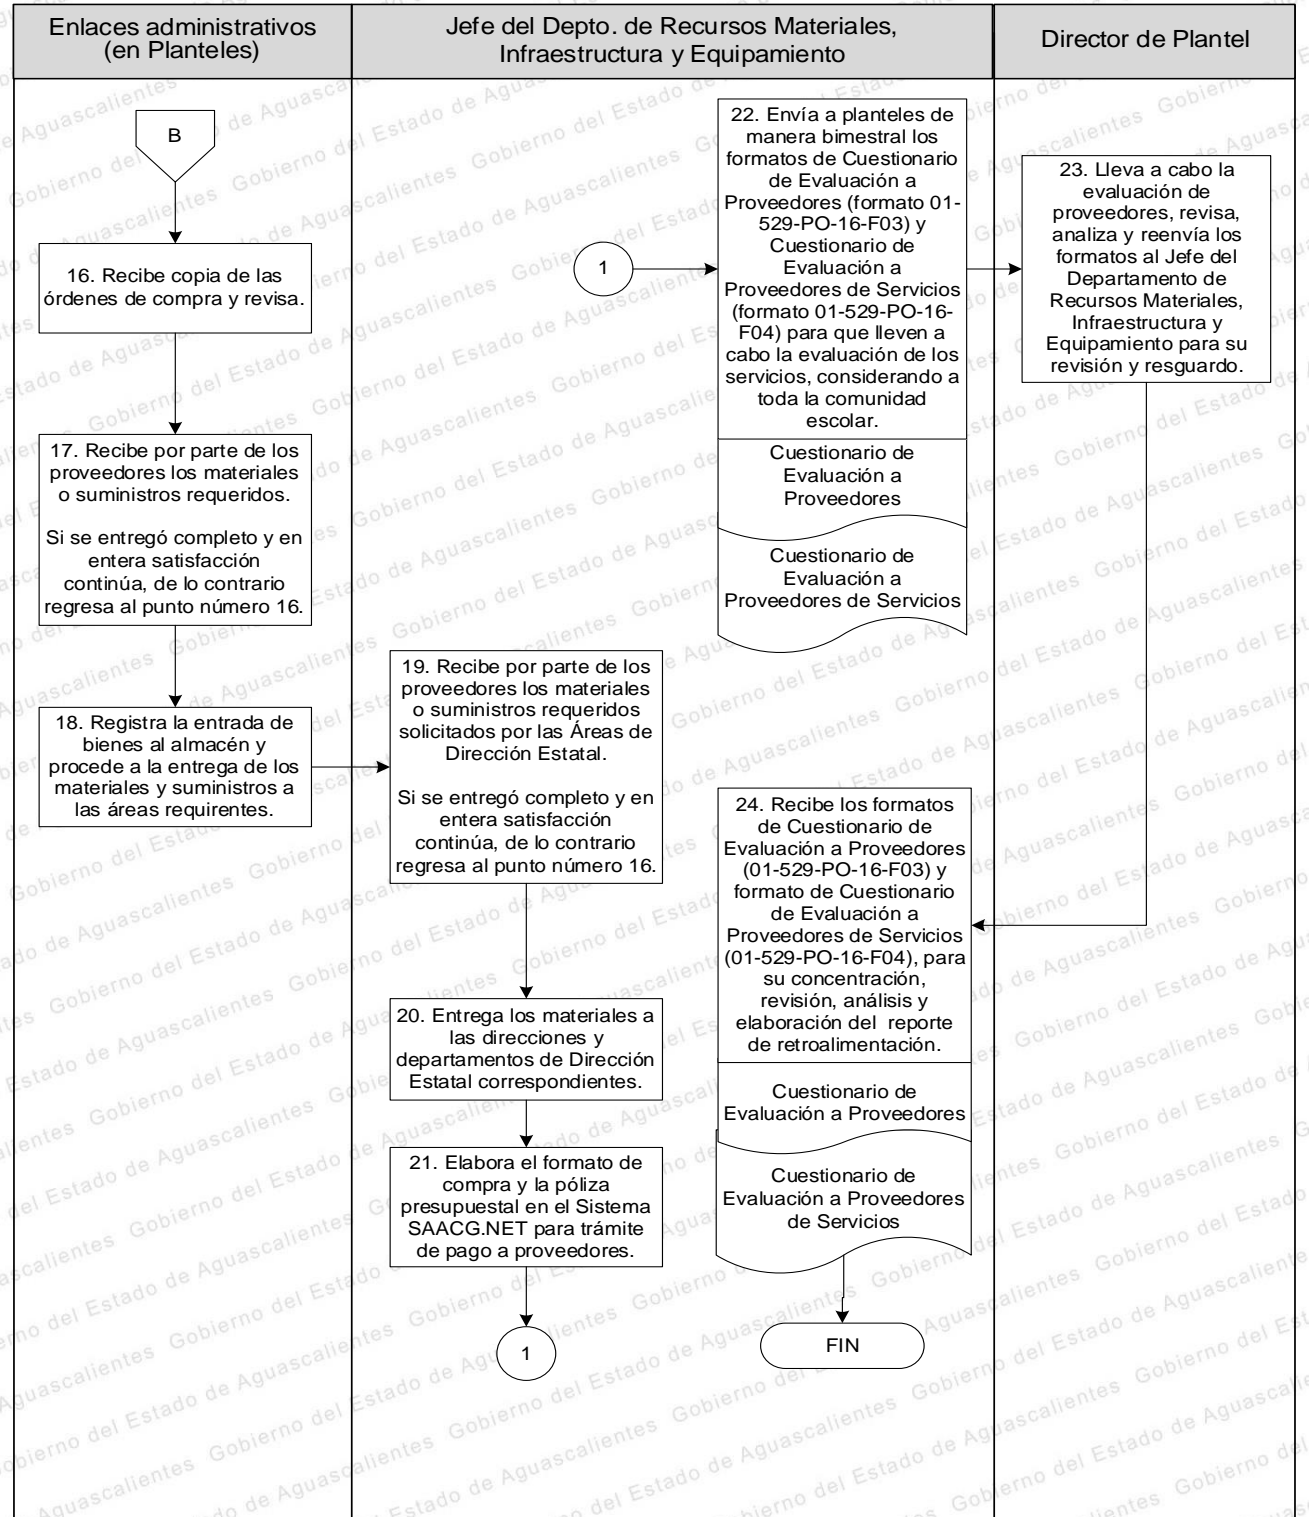 Enlaces administrativos
(en Planteles)
Jefe del Depto. de Recursos Materiales,
Infraestructura y Equipamiento
Director de Plantel
B
16. Recibe copia de las
órdenes de compra y revisa.
17. Recibe por parte de los
proveedores los materiales
o suministros requeridos.
Si se entregó completo y en
entera satisfacción
continúa, de lo contrario
regresa al punto número 16.
18. Registra la entrada de
bienes al almacén y
procede a la entrega de los
materiales y suministros a
las áreas requirentes.
19. Recibe por parte de los
proveedores los materiales
o suministros requeridos
solicitados por las Áreas de
Dirección Estatal.
Si se entregó completo y en
entera satisfacción
continúa, de lo contrario
regresa al punto número 16.
20. Entrega los materiales a
las direcciones y
departamentos de Dirección
Estatal correspondientes.
21. Elabora el formato de
compra y la póliza
presupuestal en el Sistema
SAACG.NET para trámite
de pago a proveedores.
1
1
22. Envía a planteles de
manera bimestral los
formatos de Cuestionario
de Evaluación a
Proveedores (formato 01-
529-PO-16-F03) y
Cuestionario de
Evaluación a
Proveedores de Servicios
(formato 01-529-PO-16-
F04) para que lleven a
cabo la evaluación de los
servicios, considerando a
toda la comunidad
escolar.
Cuestionario de
Evaluación a
Proveedores
Cuestionario de
Evaluación a
Proveedores de Servicios
23. Lleva a cabo la
evaluación de
proveedores, revisa,
analiza y reenvía los
formatos al Jefe del
Departamento de
Recursos Materiales,
Infraestructura y
Equipamiento para su
revisión y resguardo.
24. Recibe los formatos
de Cuestionario de
Evaluación a Proveedores
(01-529-PO-16-F03) y
formato de Cuestionario
de Evaluación a
Proveedores de Servicios
(01-529-PO-16-F04), para
su concentración,
revisión, análisis y
elaboración del  reporte
de retroalimentación.
Cuestionario de
Evaluación a Proveedores
Cuestionario de
Evaluación a Proveedores
de Servicios
FIN